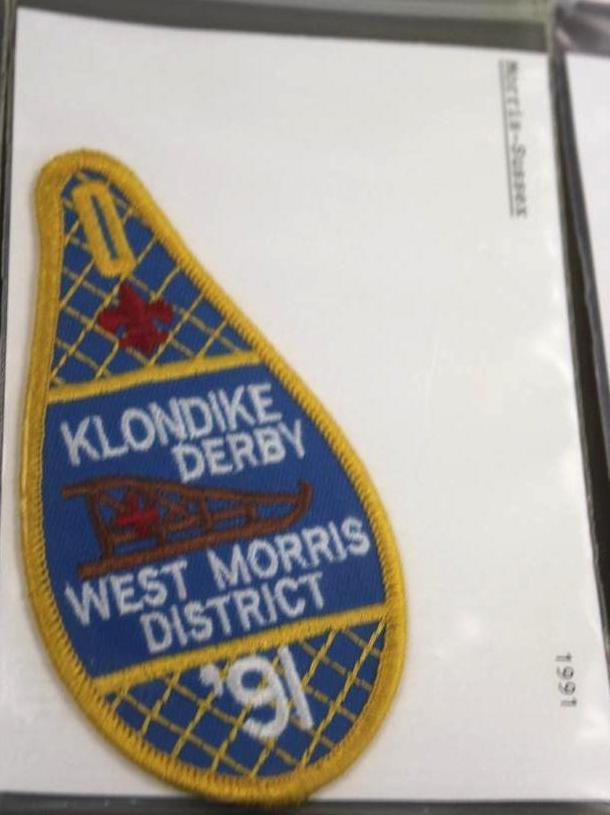 Morris-Sussex
KLONDIKE
DERBY
WEST MORRIS
DISTRICT
'91
1991